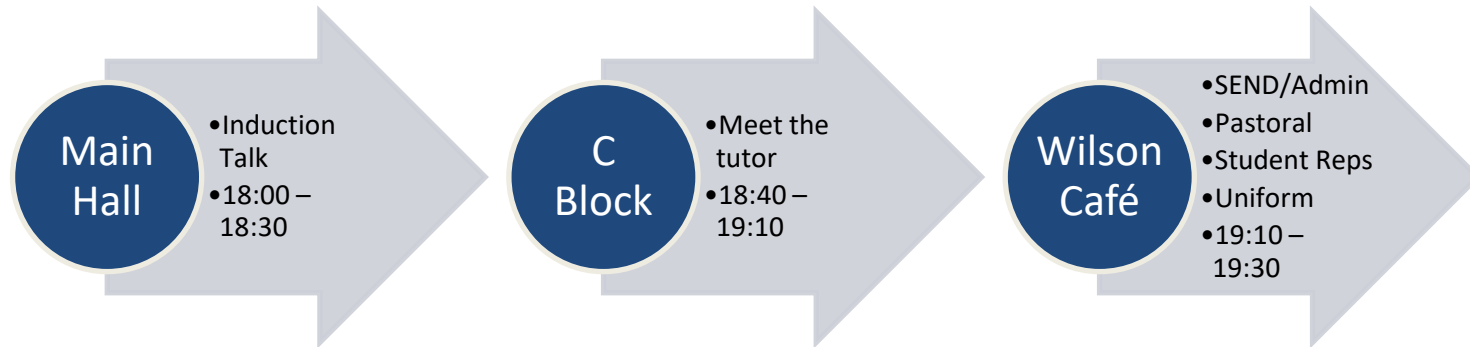 Main
Hall
•Induction
Talk
•18:00 –
18:30
C
Block
•Meet the
tutor
•18:40 –
19:10
Wilson
Café
•SEND/Admin
•Pastoral
•Student Reps
•Uniform
•19:10 –
19:30